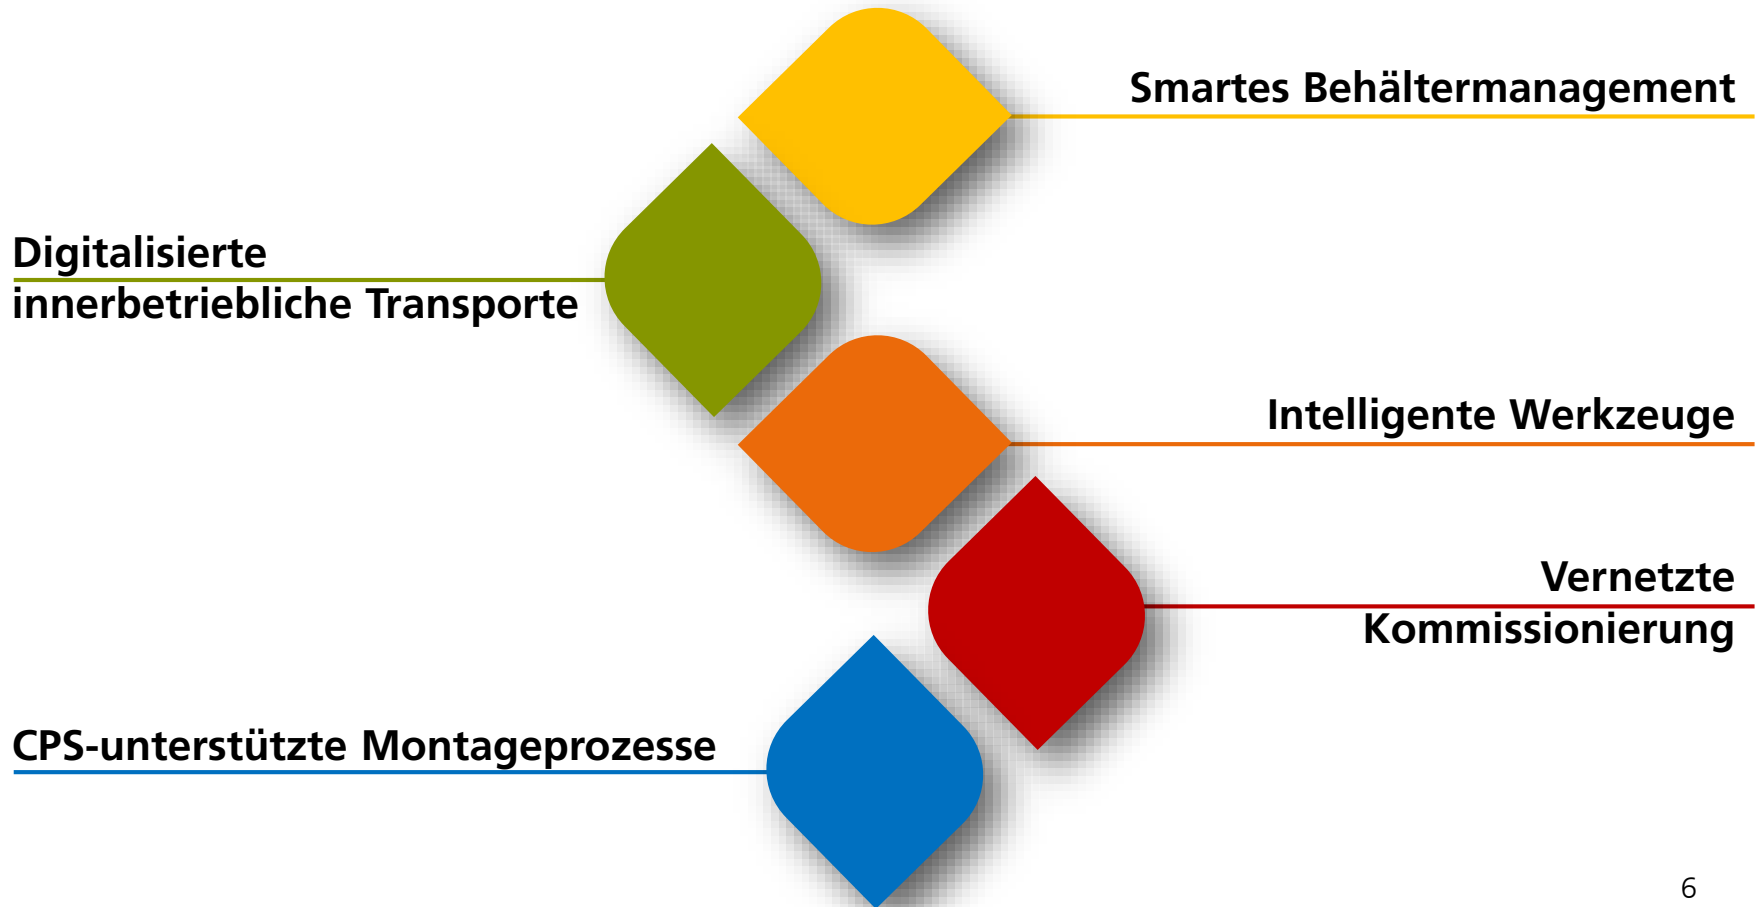 Smartes Behältermanagement
Digitalisierte
innerbetriebliche Transporte
Intelligente Werkzeuge
Vernetzte
Kommissionierung
CPS-unterstützte Montageprozesse
6